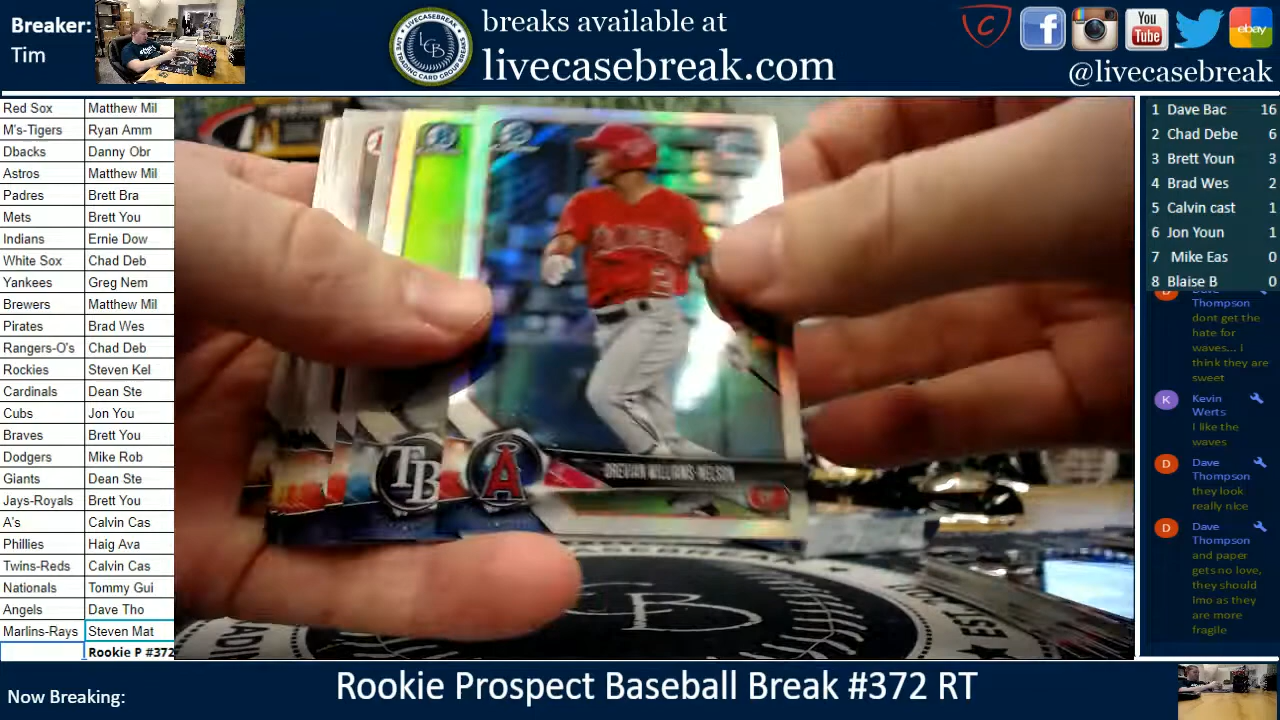 Breaker:
Tim
breaks available at
livecasebreak.com
You
Tube
ebay
@livecasebreak
LCB
Red Sox Matthew Mil
M's-Tigers Ryan Amm
Dbacks Danny Obr
Astros Matthew Mil
Padres Brett Bra
Mets Brett You
Indians Ernie Dow
White Sox Chad Deb
Yankees Greg Nem
Brewers Matthew Mil
Pirates Brad Wes
Rangers-O's Chad Deb
Rockies Steven Kel
Cardinals Dean Ste
Cubs Jon You
Braves Brett You
Dodgers Mike Rob
Giants Dean Ste
Jays-Royals Brett You
A's Calvin Cas
Phillies Haig Ava
Twins-Reds Calvin Cas
Nationals Tommy Gui
Angels Dave Tho
Marlins-Rays Steven Mat
Rookie P #372
TB
A
WILLIAMS-NELSON
CB
EST
1 Dave Bac 16
2 Chad Debe 6
3 Brett Youn 3
4 Brad Wes 2
5 Calvin cast 1
6 Jon Youn 1
7 Mike Eas 0
8 Blaise B 0
D Dave
Thompson
dont get the
hate for
waves... i
think they are
sweet
K Kevin
Werts
I like the
waves
D Dave
Thompson
they look
really nice
D Dave
Thompson
and paper
gets no love,
they should
imo as they
are more
fragile
Now Breaking:
Rookie Prospect Baseball Break #372 RT